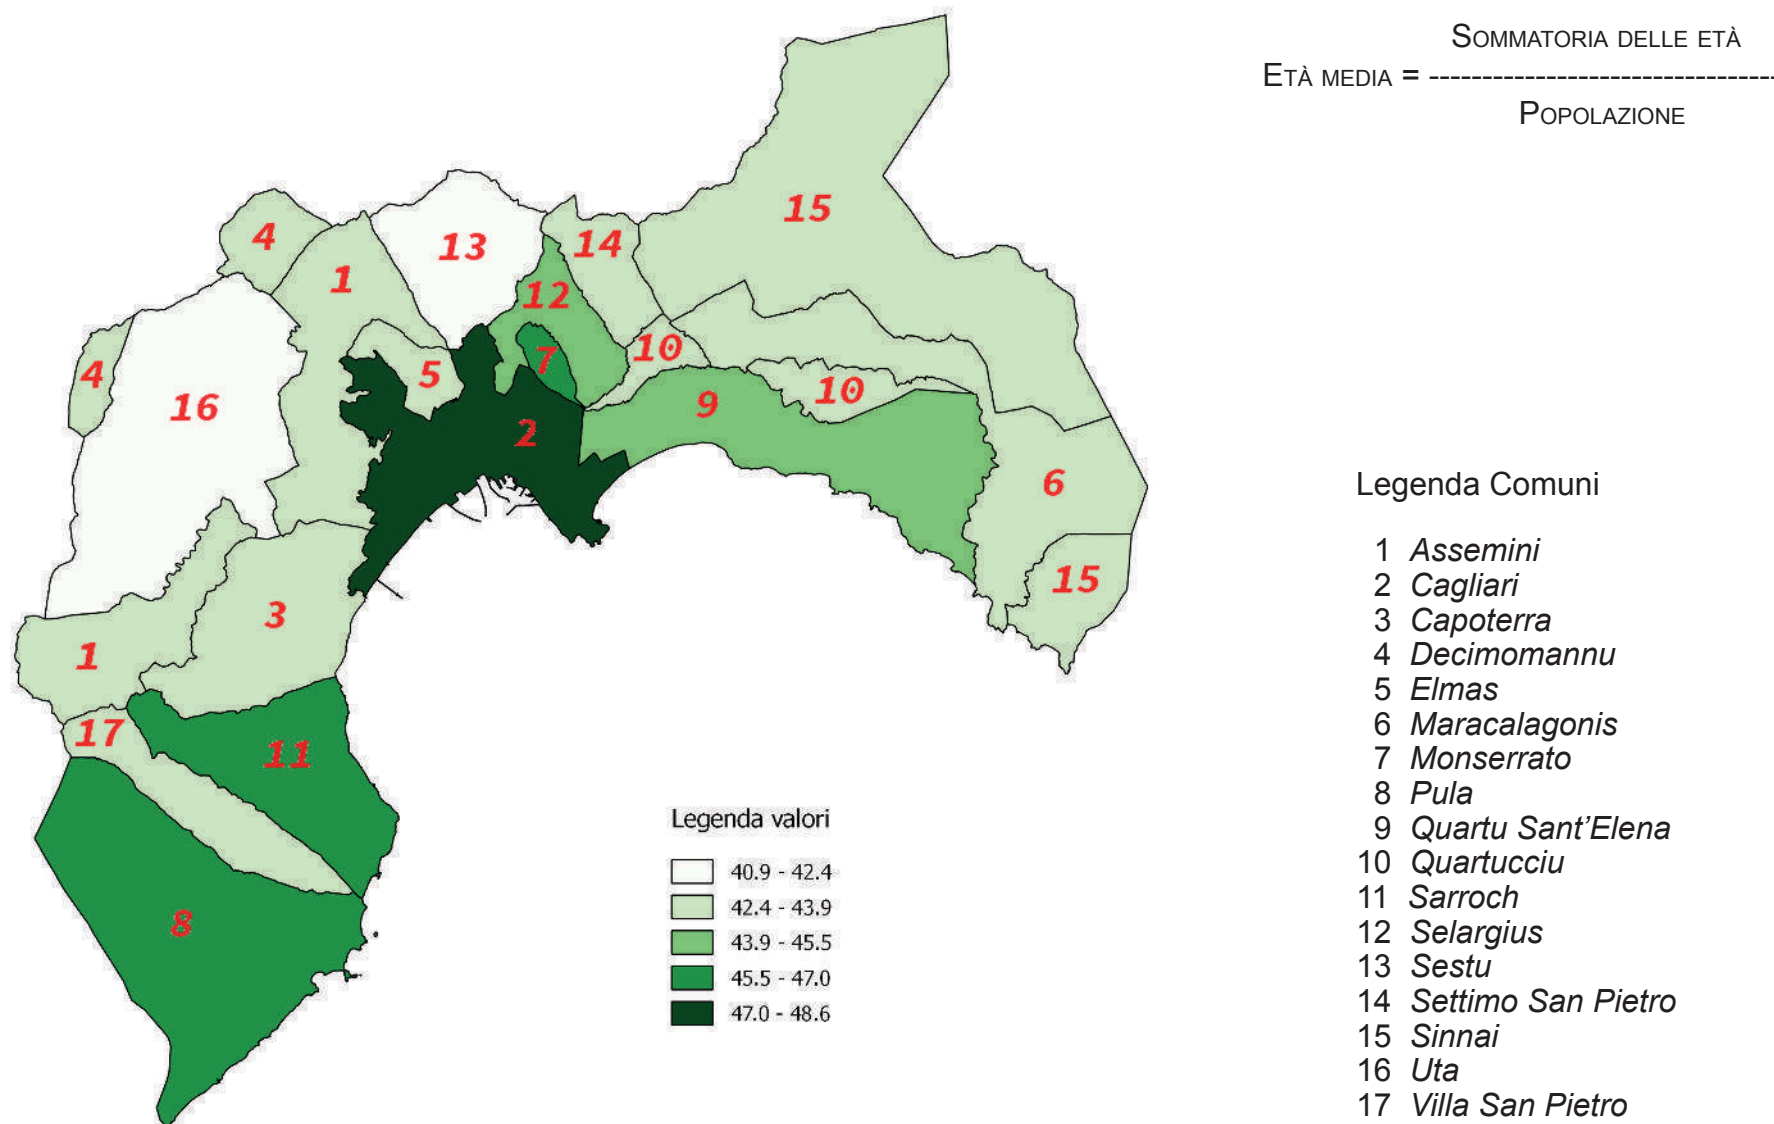 SOMMATORIA DELLE ETÀ
ETÀ MEDIA = ---------------------------------
POPOLAZIONE
15
4
13
14
1
12
10
7
5
4
16
9
10
2
6
15
3
1
17
11
8
Legenda valori
40.9 - 42.4
42.4 - 43.9
43.9 - 45.5
45.5 - 47.0
47.0 - 48.6
Legenda Comuni
1 Assemini
2 Cagliari
3 Capoterra
4 Decimomannu
5 Elmas
6 Maracalagonis
7 Monserrato
8 Pula
9 Quartu Sant'Elena
10 Quartucciu
11 Sarroch
12 Selargius
13 Sestu
14 Settimo San Pietro
15 Sinnai
16 Uta
17 Villa San Pietro